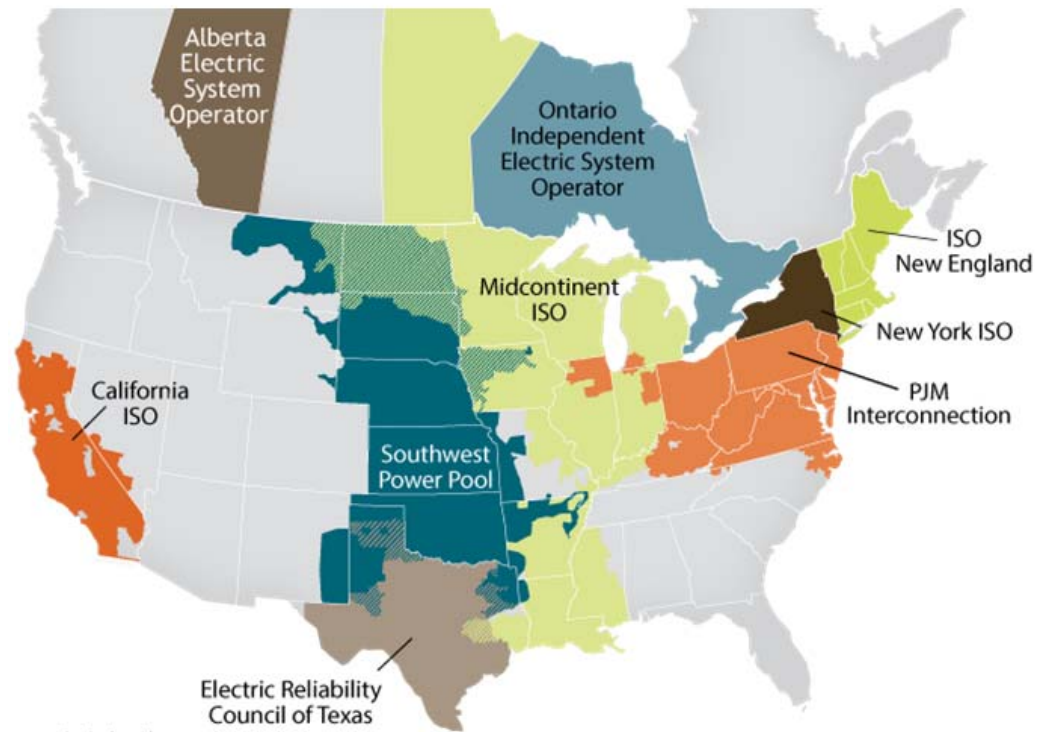 Alberta
Electric
System
Operator
Ontario
Independent
Electric System
Operator
ISO
New England
Midcontinent
ISO
New York ISO
California
ISO
PJM
Interconnection
Southwest
Power Pool
Electric Reliability
Council of Texas